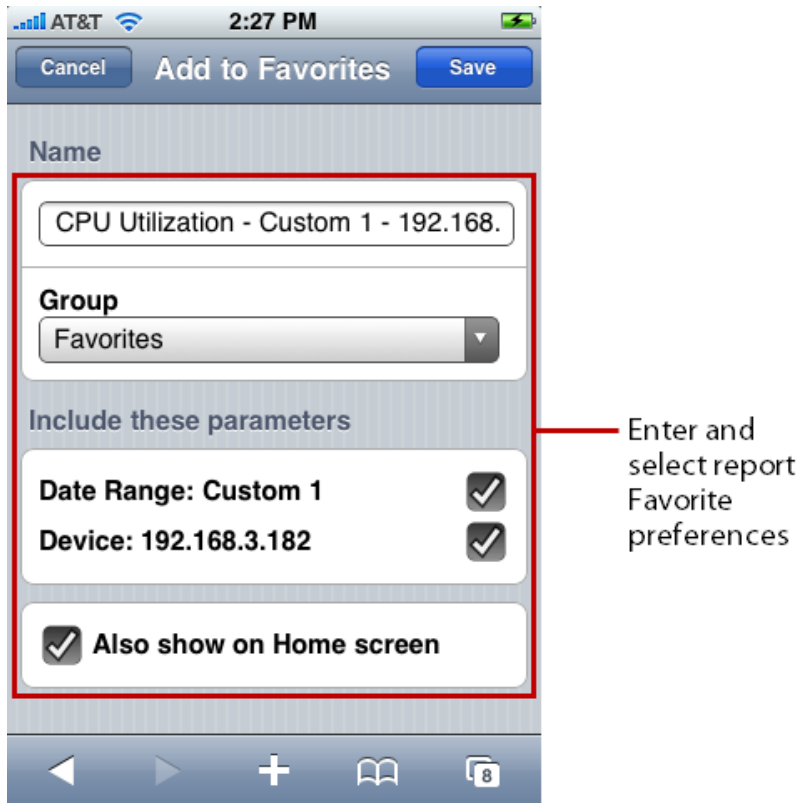 AT&T 2:27 PM
Cancel Add to Favorites Save
Name
CPU Utilization - Custom 1 - 192.168.
Group
Favorites
Include these parameters
Date Range: Custom 1
Device: 192.168.3.182
Also show on Home screen
8
Enter and
select report
Favorite
preferences